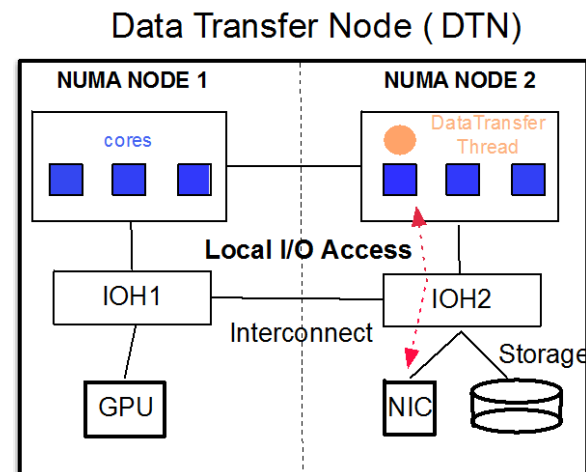 Data Transfer Node ( DTN)
NUMA NODE 1
NUMA NODE 2
cores
DataTransfer
Thread
Local I/O Access
IOH1
IOH2
Interconnect
Storage
GPU
NIC